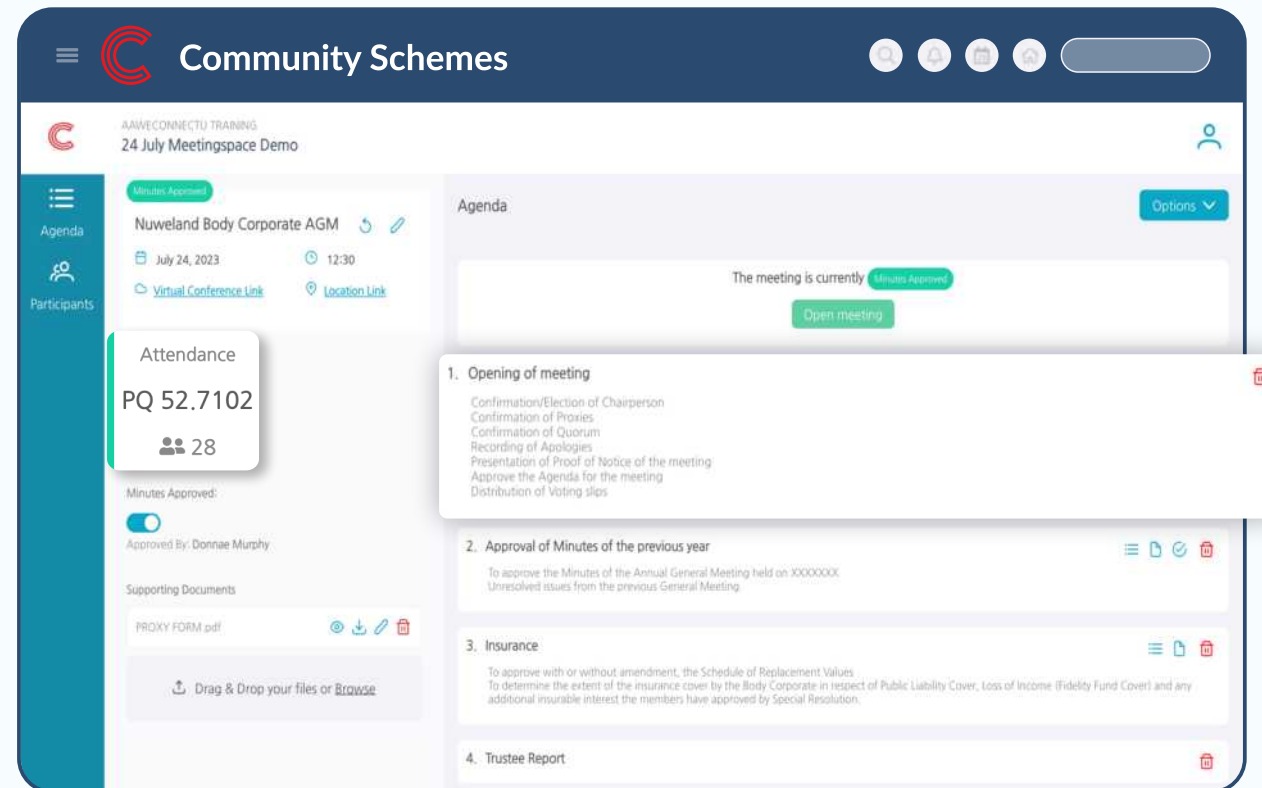 Community Schemes
AAWECONNECTU TRAINING
24 July Meetingspace Demo
Agenda
Participants
Minutes Approved
Nuweland Body Corporate AGM
July 24, 2023
12:30
Virtual Conference Link
Location Link
Attendance
PQ 52.7102
28
Minutes Approved:
Approved By: Donnae Murphy
Supporting Documents
PROXY FORM.pdf
Drag & Drop your files or Browse
Agenda
Options
The meeting is currently Minutes Approved
Open meeting
1. Opening of meeting
Confirmation/Election of Chairperson
Confirmation of Proxies
Confirmation of Quorum
Recording of Apologies
Presentation of Proof of Notice of the meeting
Approve the Agenda for the meeting
Distribution of Voting slips
2. Approval of Minutes of the previous year
To approve the Minutes of the Annual General Meeting held on XXXXXXX
Unresolved issues from the previous General Meeting
3. Insurance
To approve with or without amendment, the Schedule of Replacement Values
To determine the extent of the insurance cover by the Body Corporate in respect of Public Liability Cover, Loss of Income (Fidelity Fund Cover) and any
additional insurable interest the members have approved by Special Resolution.
4. Trustee Report